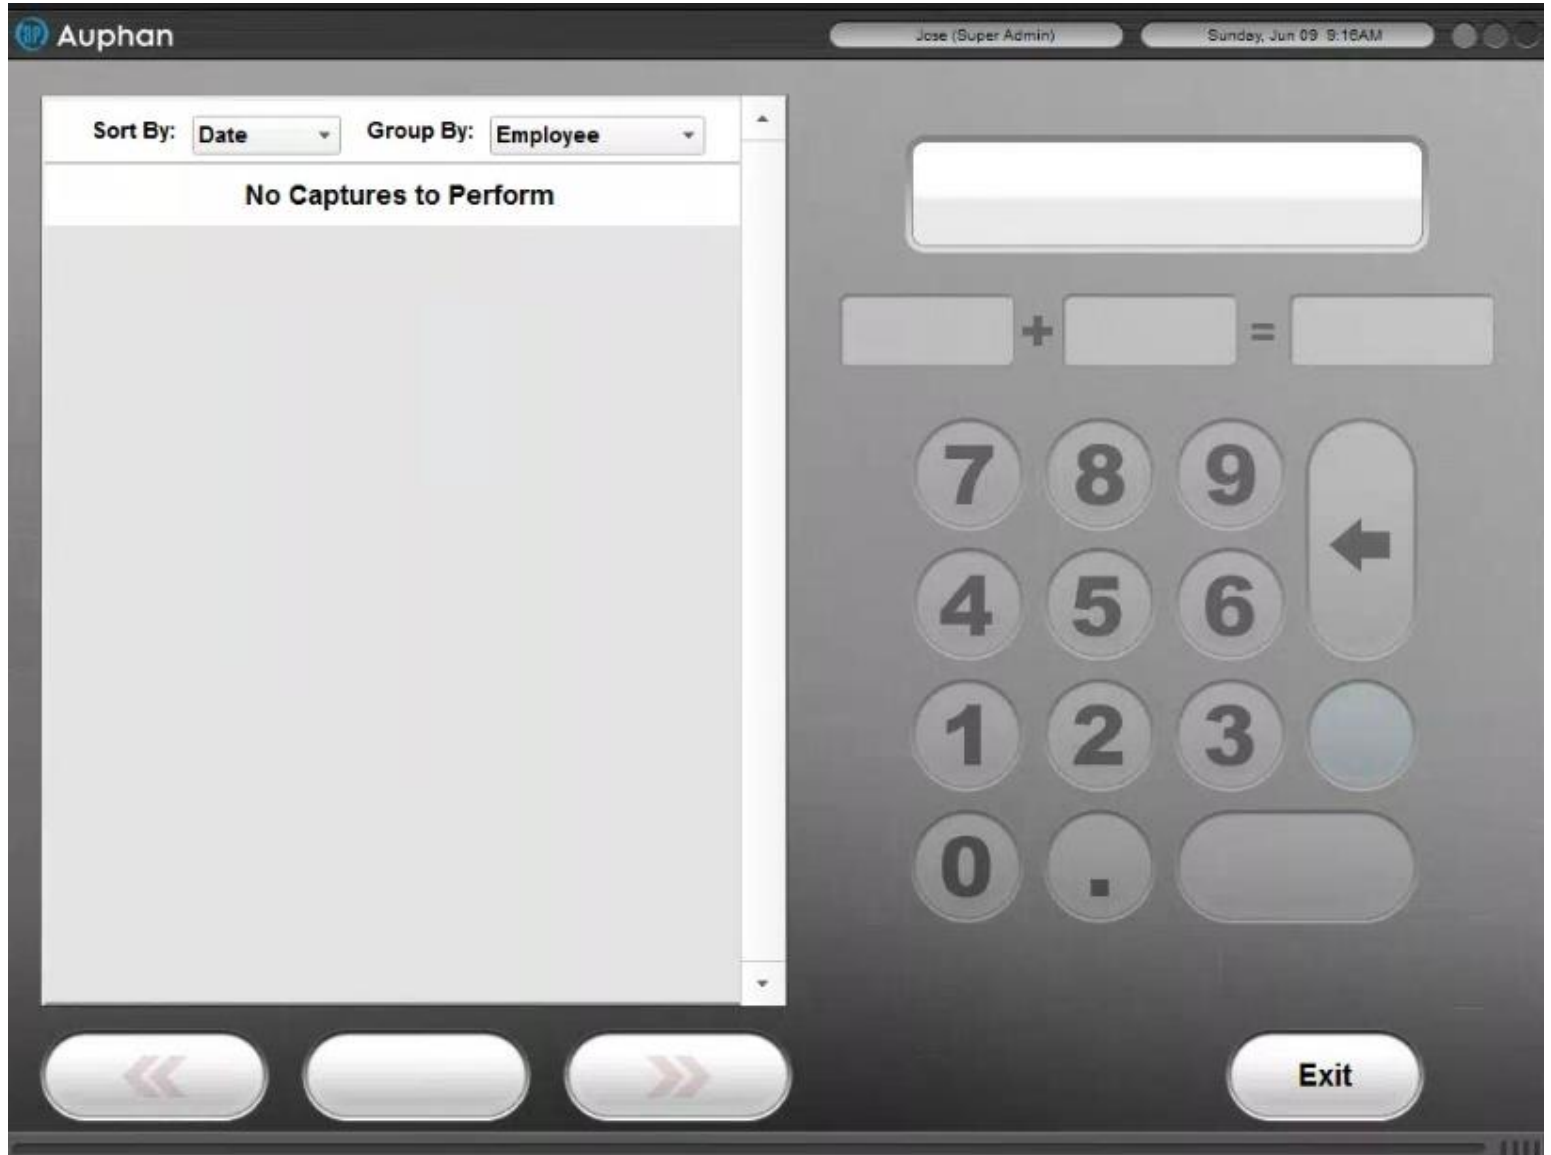 BP Auphan
Jose (Super Admin)
Sunday, Jun 09 9:16AM
Sort By: Date Group By: Employee
No Captures to Perform
+ =
7 8 9
4 5 6
1 2 3
0 .
Exit